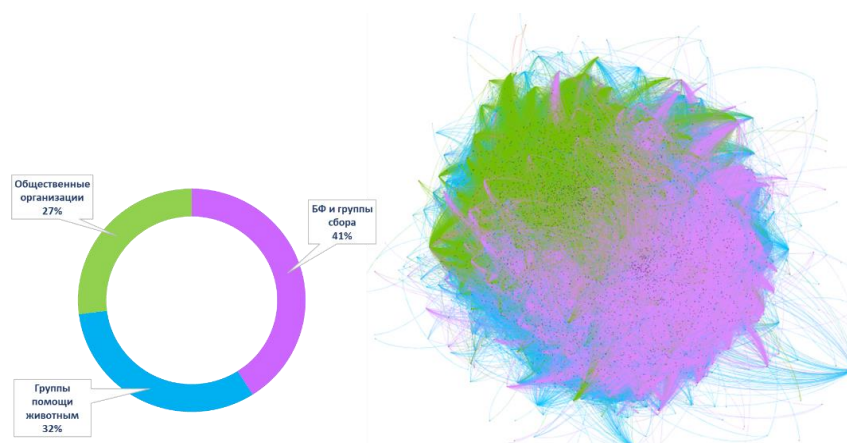 Общественные
организации
27%
БФ и группы
сбора
41%
Группы
помощи
животным
32%